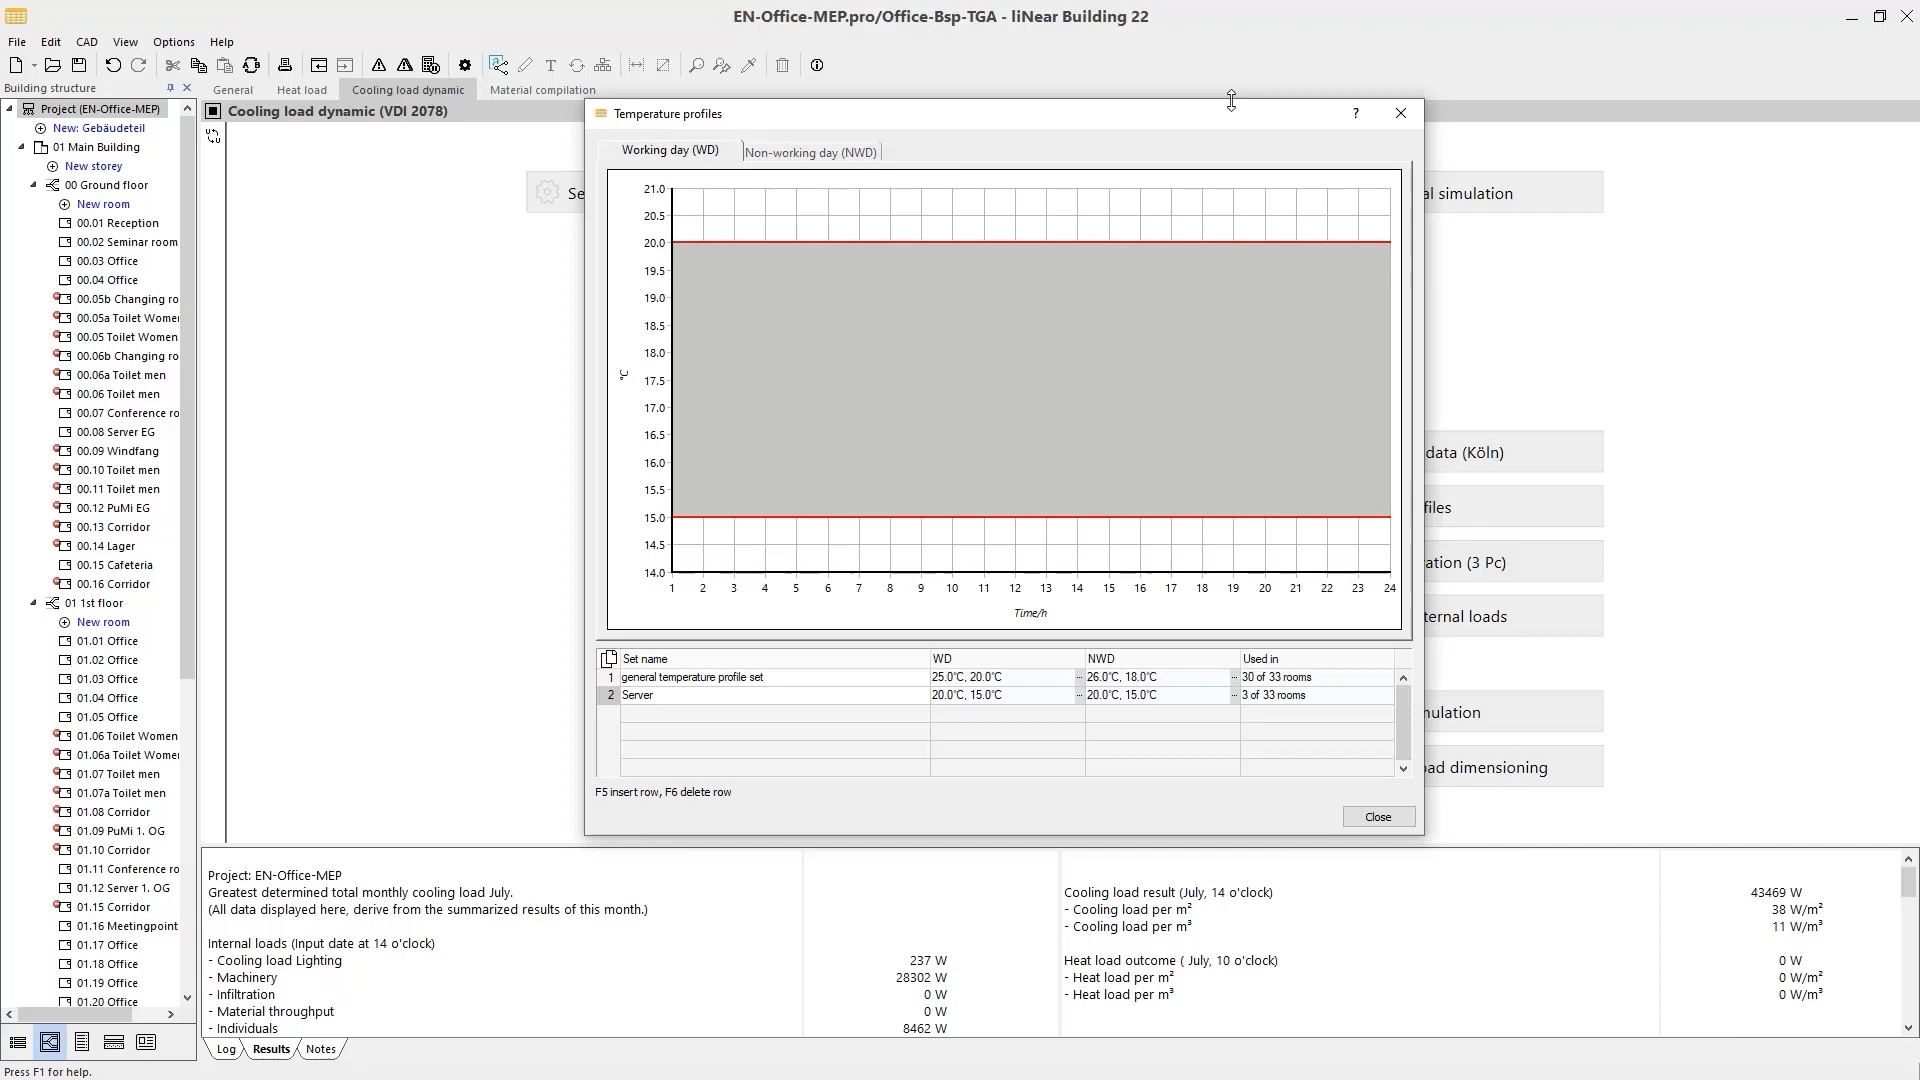 EN-Office-MEP.pro/Office-Bsp-TGA - liNear Building 22
File Edit CAD View Options Help
Building structure
General Heat load Cooling load dynamic Material compilation
Project (EN-Office-MEP)
New: Gebäudeteil
01 Main Building
New storey
00 Ground floor
New room
00.01 Reception
00.02 Seminar room
00.03 Office
00.04 Office
00.05b Changing ro
00.05a Toilet Women
00.05 Toilet Women
00.06b Changing ro
00.06a Toilet men
00.06 Toilet men
00.07 Conference ro
00.08 Server EG
00.09 Windfang
00.10 Toilet men
00.11 Toilet men
00.12 PuMi EG
00.13 Corridor
00.14 Lager
00.15 Cafeteria
00.16 Corridor
01 1st floor
New room
01.01 Office
01.02 Office
01.03 Office
01.04 Office
01.05 Office
01.06 Toilet Women
01.06a Toilet Women
01.07 Toilet men
01.07a Toilet men
01.08 Corridor
01.09 PuMi 1. OG
01.10 Corridor
01.11 Conference ro
01.12 Server 1. OG
01.15 Corridor
01.16 Meetingpoint
01.17 Office
01.18 Office
01.19 Office
01.20 Office
Cooling load dynamic (VDI 2078)
Se
al simulation
data (Köln)
files
ration (3 Pc)
ternal loads
mulation
oad dimensioning
Temperature profiles
?
Working day (WD) Non-working day (NWD)
21.0
20.5
20.0
19.5
19.0
18.5
18.0
17.5
17.0
16.5
16.0
15.5
15.0
14.5
14.0
°C
1 2 3 4 5 6 7 8 9 10 11 12 13 14 15 16 17 18 19 20 21 22 23 24
Time/h
Set name WD NWD Used in
1 general temperature profile set 25.0°C, 20.0°C ... 26.0°C, 18.0°C ... 30 of 33 rooms
2 Server 20.0°C, 15.0°C ... 20.0°C, 15.0°C ... 3 of 33 rooms
F5 insert row, F6 delete row
Close
Project: EN-Office-MEP
Greatest determined total monthly cooling load July.
(All data displayed here, derive from the summarized results of this month.)
Internal loads (Input date at 14 o'clock)
- Cooling load Lighting 237 W
- Machinery 28302 W
- Infiltration 0 W
- Material throughput 0 W
- Individuals 8462 W
Cooling load result (July, 14 o'clock) 43469 W
- Cooling load per m² 38 W/m²
- Cooling load per m³ 11 W/m³
Heat load outcome ( July, 10 o'clock) 0 W
- Heat load per m² 0 W/m²
- Heat load per m³ 0 W/m³
Log Results Notes
Press F1 for help.